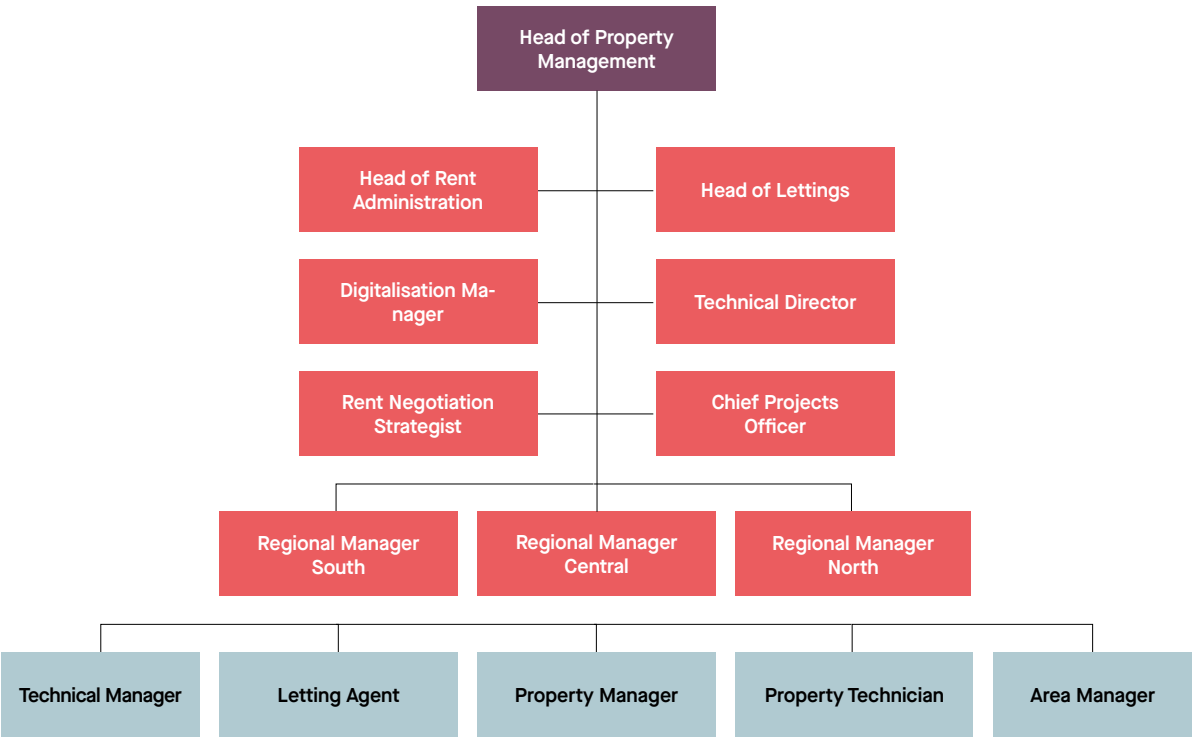 Head of Property
Management
Head of Rent
Administration
Head of Lettings
Digitalisation Ma-
nager
Technical Director
Rent Negotiation
Strategist
Chief Projects
Officer
Regional Manager
South
Regional Manager
Central
Regional Manager
North
Technical Manager
Letting Agent
Property Manager
Property Technician
Area Manager